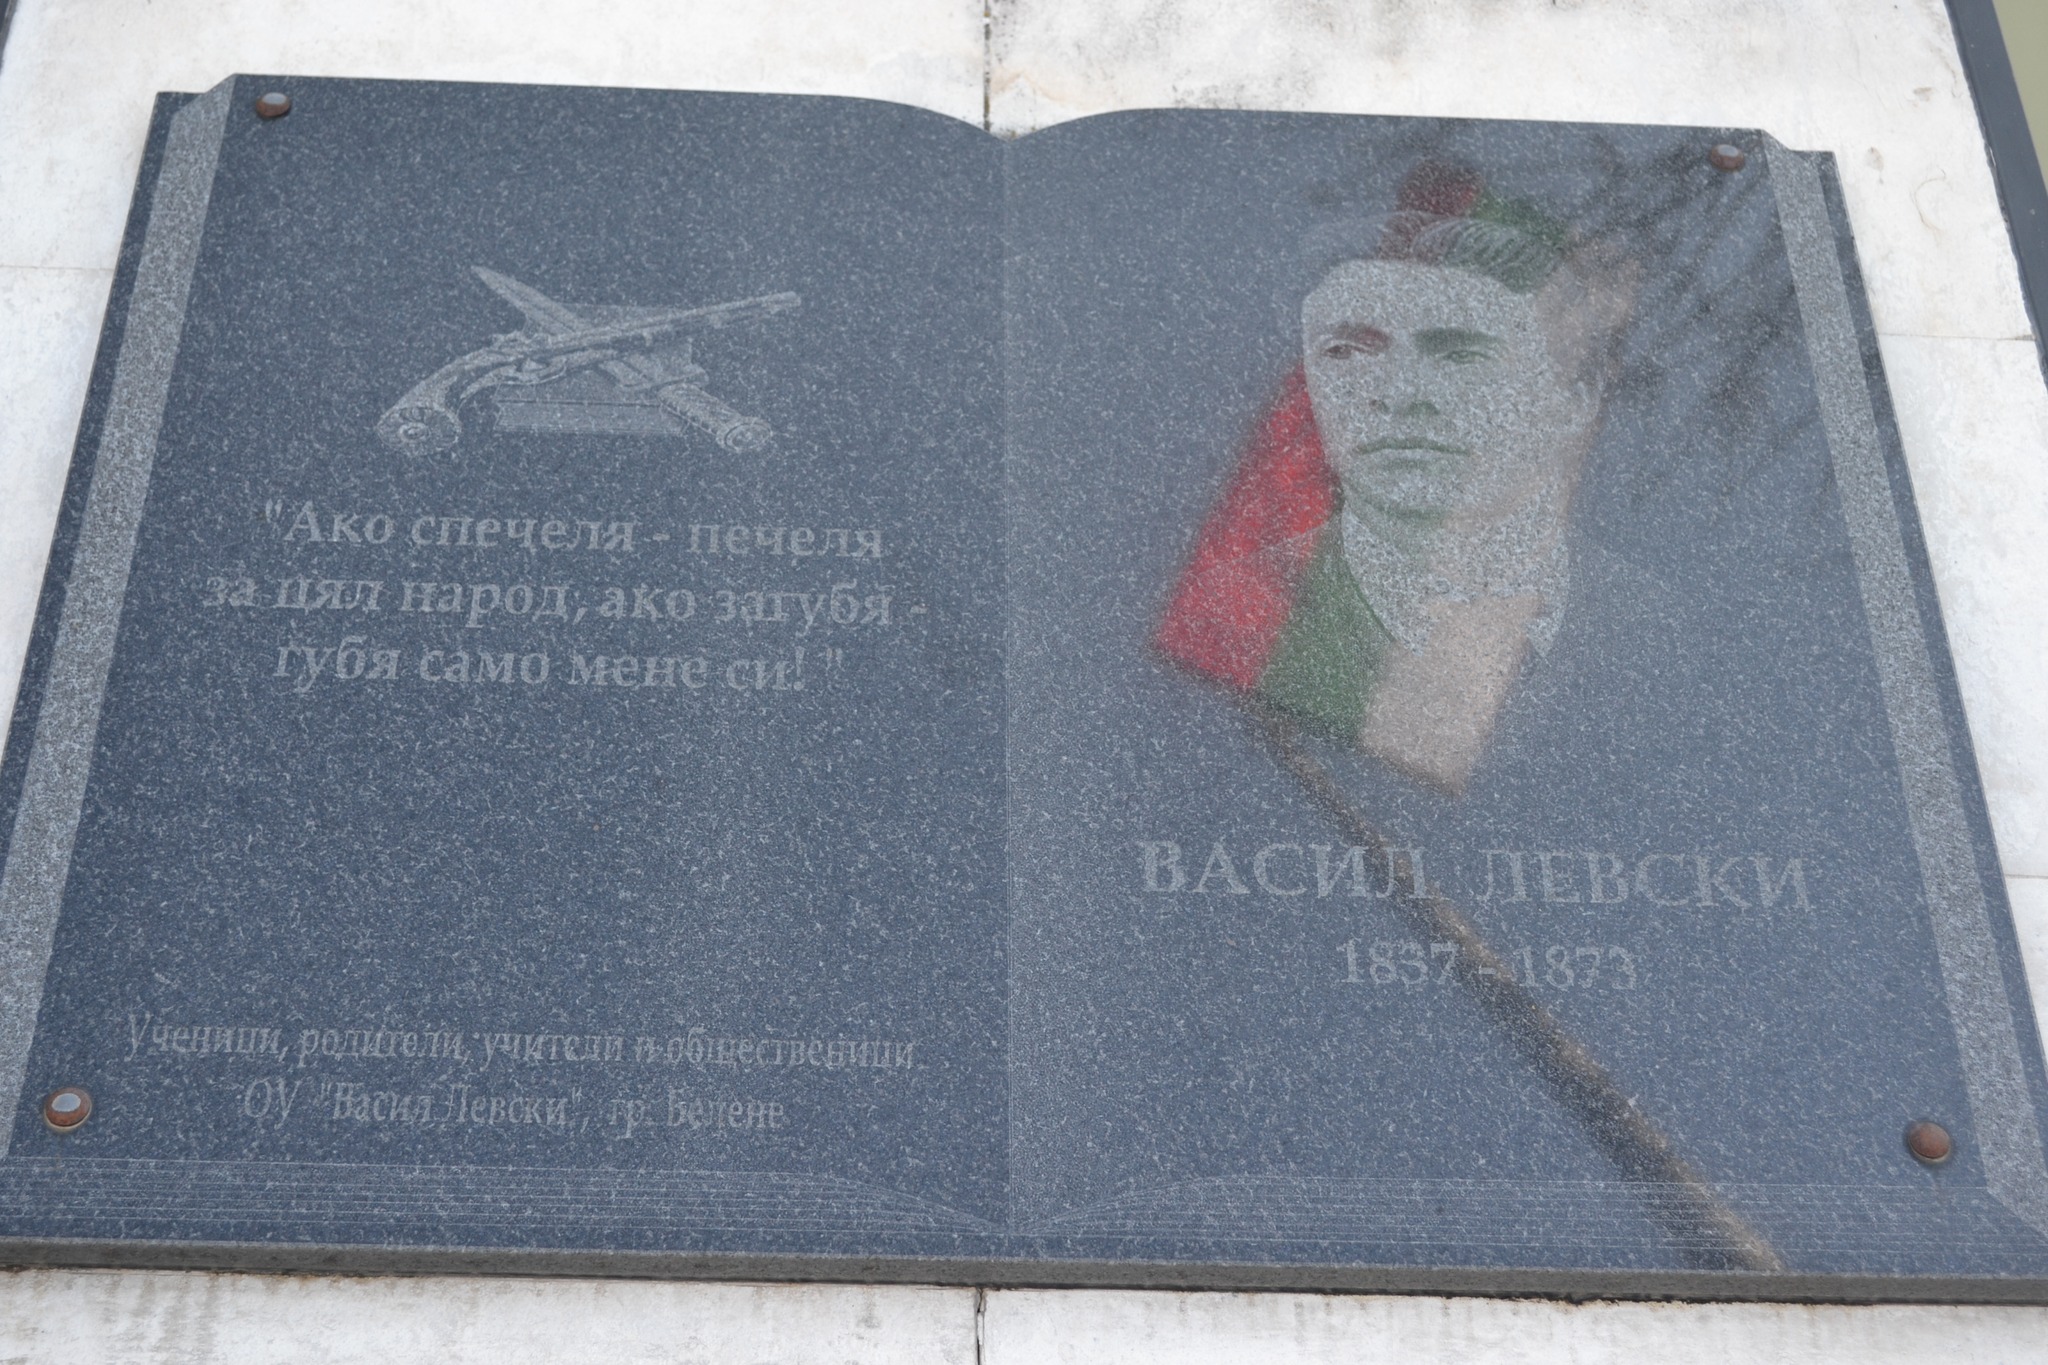 "Ако спечеля - печеля
за цял народ, ако загубя -
губя само мене си! "
Ученици, родители, учители и общественици
ОУ "Васил Левски", гр. Белене
ВАСИЛ ЛЕВСКИ
1837 - 1873